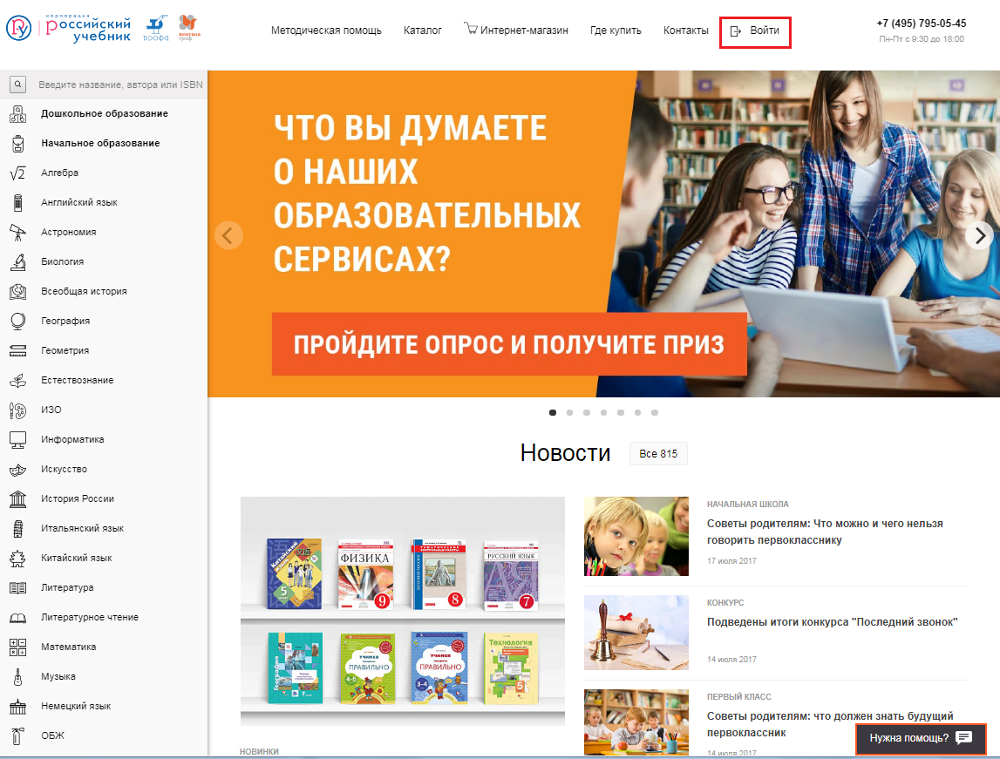 корпорация
российский
учебник
дрофа
вентана
граф
Методическая помощь
Каталог
Интернет-магазин
Где купить
Контакты
Войти
+7 (495) 795-05-45
Пн-Пт с 9:30 до 18:00
Введите название, автора или ISBN
Дошкольное образование
Начальное образование
Алгебра
Английский язык
Астрономия
Биология
Всеобщая история
География
Геометрия
Естествознание
ИЗО
Информатика
Искусство
История России
Итальянский язык
Китайский язык
Литература
Литературное чтение
Математика
Музыка
Немецкий язык
ОБЖ
ЧТО ВЫ ДУМАЕТЕ
О НАШИХ
ОБРАЗОВАТЕЛЬНЫХ
СЕРВИСАХ?
ПРОЙДИТЕ ОПРОС И ПОЛУЧИТЕ ПРИЗ
Новости
Все 815
ФИЗИКА
9
8
РУССКИЙ ЯЗЫК
7
5
География
7
ПРАВИЛЬНО
4–5
ПРАВИЛЬНО
3–4
Технология
5
НОВИНКИ
НАЧАЛЬНАЯ ШКОЛА
Советы родителям: Что можно и чего нельзя
говорить первокласснику
17 июля 2017
КОНКУРС
Подведены итоги конкурса "Последний звонок"
14 июля 2017
ПЕРВЫЙ КЛАСС
Советы родителям: что должен знать будущий
первоклассник
14 июля 2017
Нужна помощь?